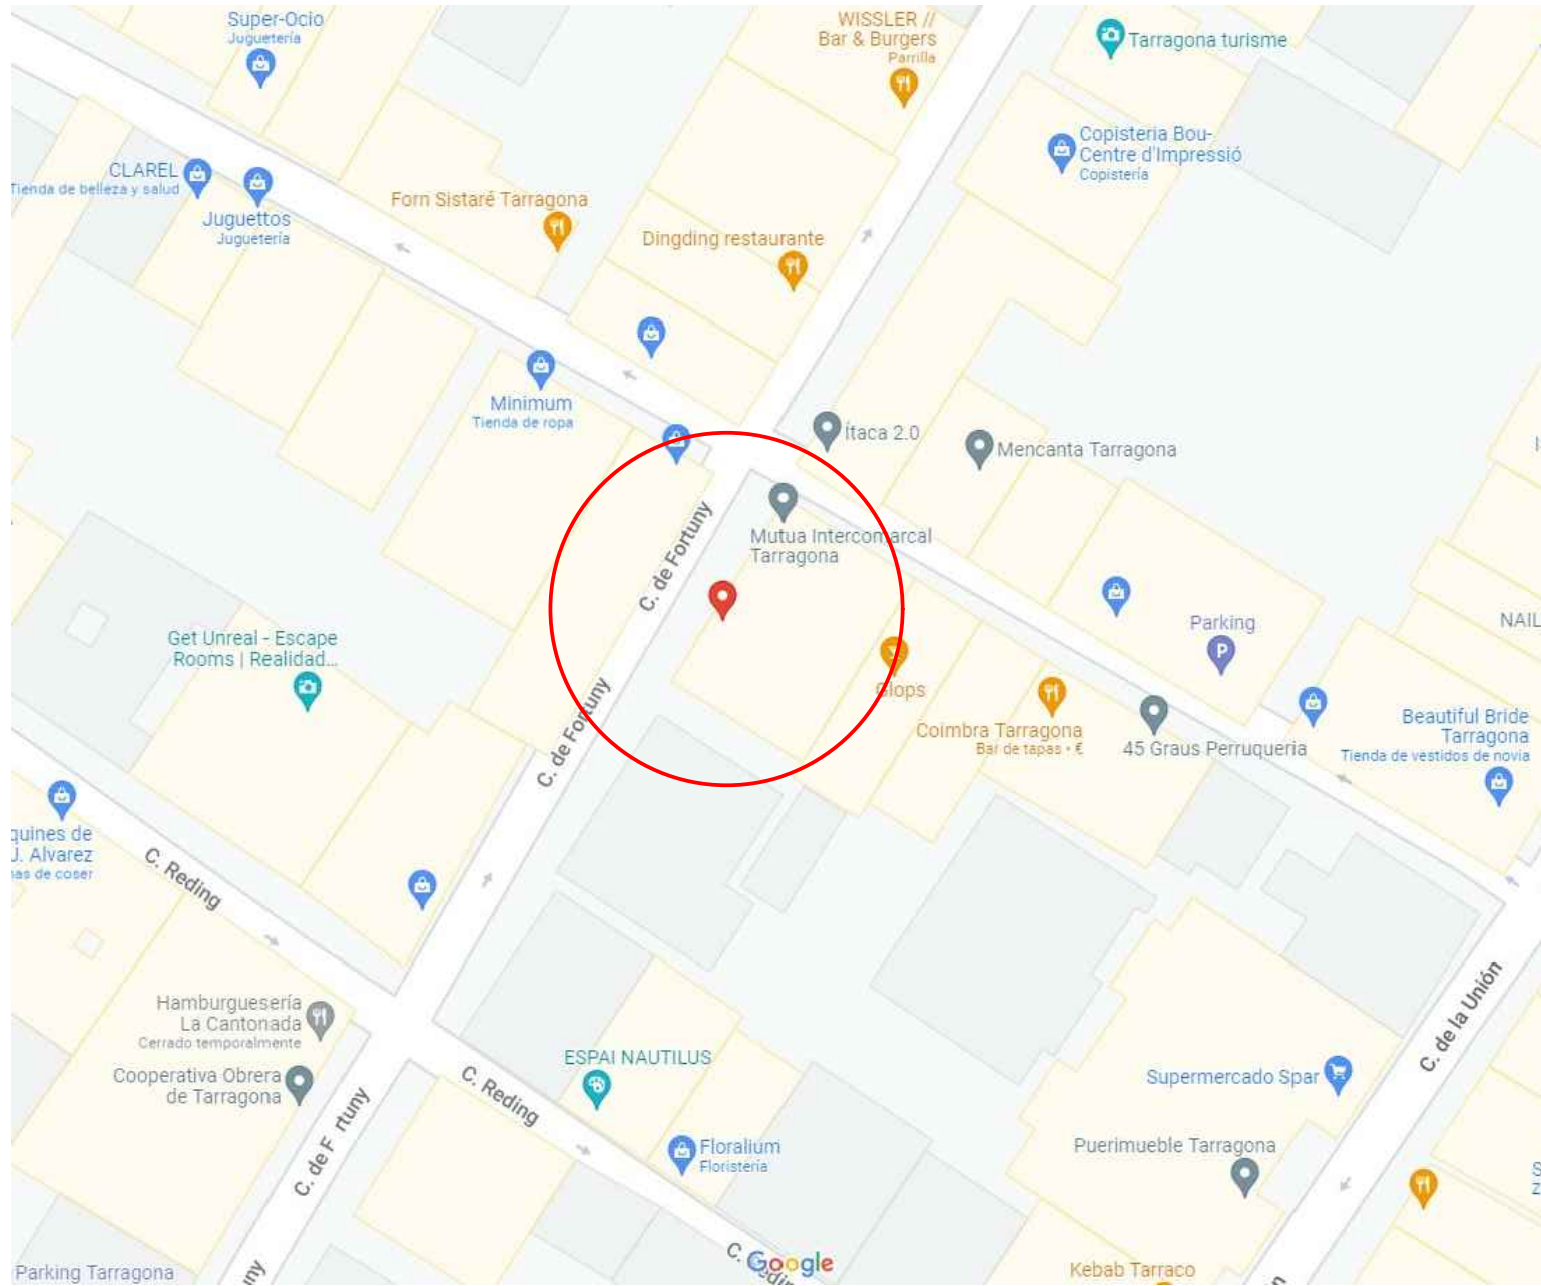 Super-Ocio
Juguetería
WISSLER //
Bar & Burgers
Parrilla
Tarragona turisme
Copisteria Bou-
Centre d'Impressió
Copistería
CLAREL
Tienda de belleza y salud
Juguettos
Juguetería
Forn Sistaré Tarragona
Dingding restaurante
Minimum
Tienda de ropa
Ítaca 2.0
Mencanta Tarragona
C. de Fortuny
Mutua Intercomarcal
Tarragona
Get Unreal - Escape
Rooms | Realidad...
Parking
P
NAIL
C. de Fortuny
Glops
Coimbra Tarragona
Bar de tapas • €
45 Graus Perruqueria
Beautiful Bride
Tarragona
Tienda de vestidos de novia
quines de
J. Alvarez
nas de coser
C. Reding
Hamburguesería
La Cantonada
Cerrado temporalmente
Cooperativa Obrera
de Tarragona
C. de F rtuny
ESPAI NAUTILUS
C. Reding
Floralium
Floristería
C. de la Unión
Supermercado Spar
Puerimueble Tarragona
Parking Tarragona
Google
Kebab Tarraco